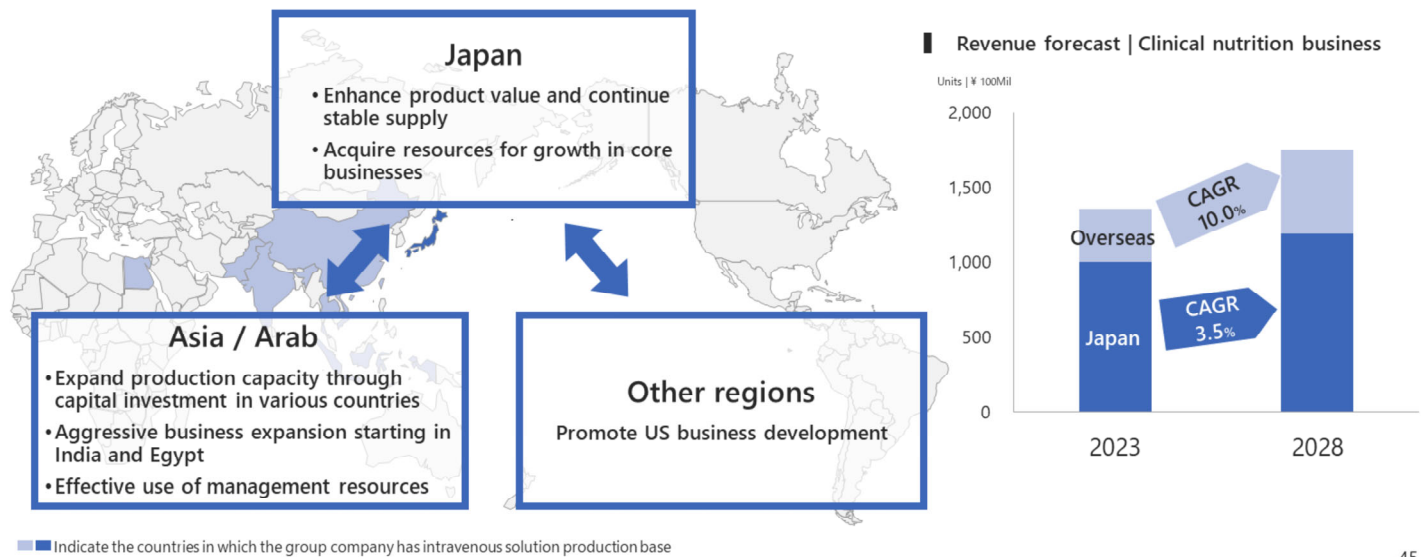 Japan
•Enhance product value and continue
stable supply
•Acquire resources for growth in core
businesses
Asia / Arab
•Expand production capacity through
capital investment in various countries
•Aggressive business expansion starting in
India and Egypt
•Effective use of management resources
Other regions
Promote US business development
Indicate the countries in which the group company has intravenous solution production base
Revenue forecast | Clinical nutrition business
Units | ¥ 100Mil
2,000
1,500
1,000
500
0
Overseas
Japan
CAGR
10.0%
CAGR
3.5%
2023
2028
45